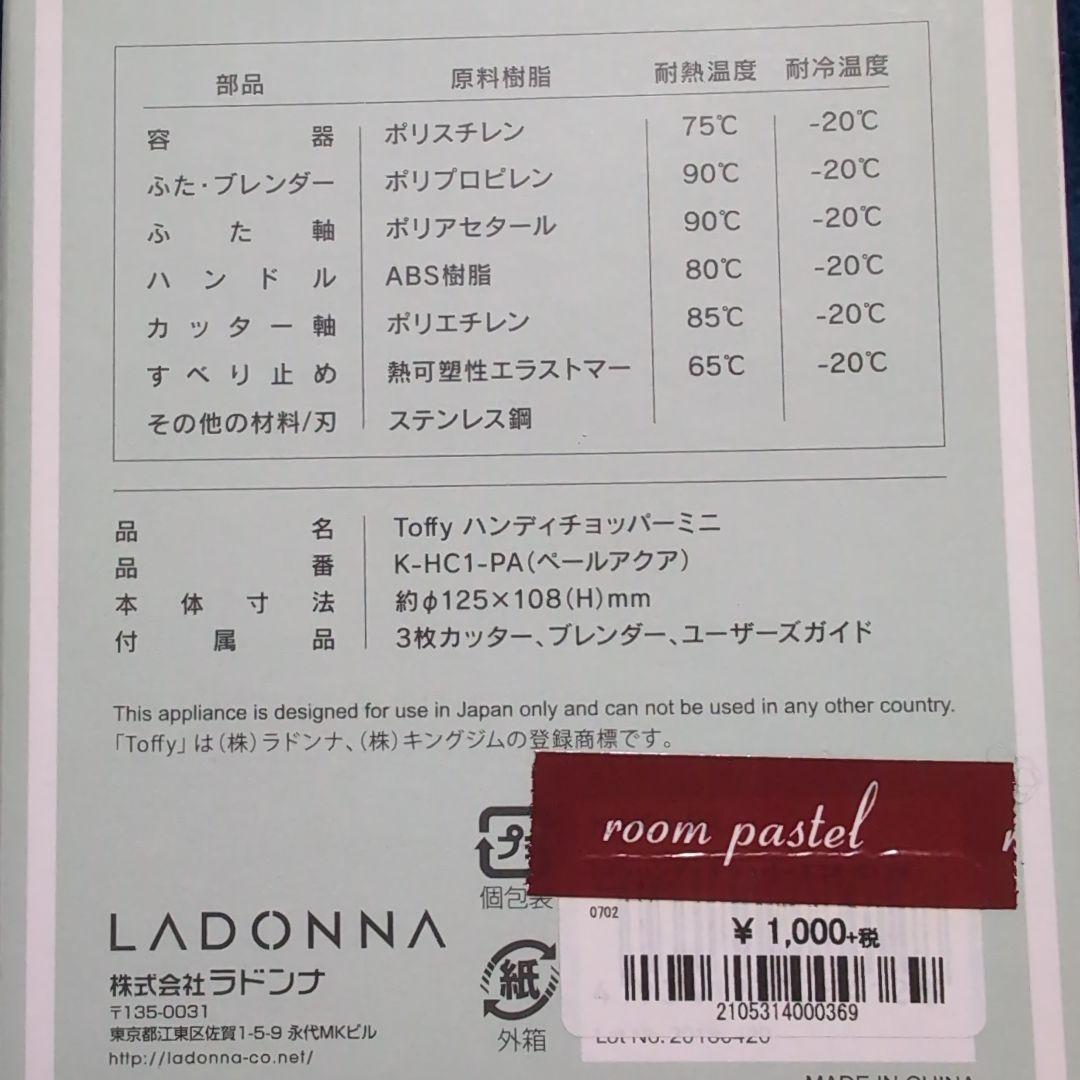 部品 原料樹脂 耐熱温度 耐冷温度
容器 ポリスチレン 75℃ -20℃
ふた・ブレンダー ポリプロピレン 90℃ -20℃
ふた軸 ポリアセタール 90℃ -20℃
ハンドル ABS樹脂 80℃ -20℃
カッター軸 ポリエチレン 85℃ -20℃
すべり止め 熱可塑性エラストマー 65℃ -20℃
その他の材料/刃 ステンレス鋼
品名 Toffy ハンディチョッパーミニ
品番 K-HC1-PA(ペールアクア)
本体寸法 約φ125×108(H)mm
付属品 3枚カッター、ブレンダー、ユーザーズガイド
This appliance is designed for use in Japan only and can not be used in any other country.
「Toffy」は(株)ラドンナ、(株)キングジムの登録商標です。
room pastel
プ
個包装
0702
¥ 1,000+税
2105314000369
紙
外箱
LADONNA
株式会社ラドンナ
〒135-0031
東京都江東区佐賀1-5-9 永代MKビル
http://ladonna-co.net/
MADE IN CHINA